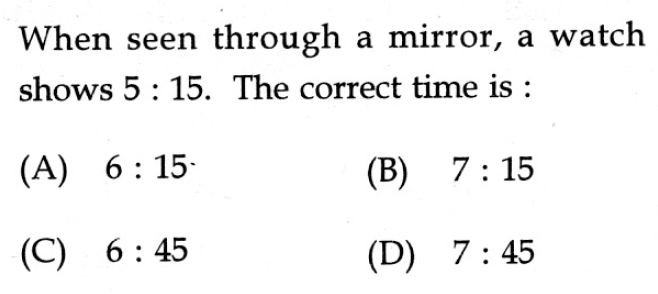 When seen through a mirror, a watch
shows 5 : 15. The correct time is :
(A) 6 : 15 (B) 7 : 15
(C) 6 : 45 (D) 7 : 45